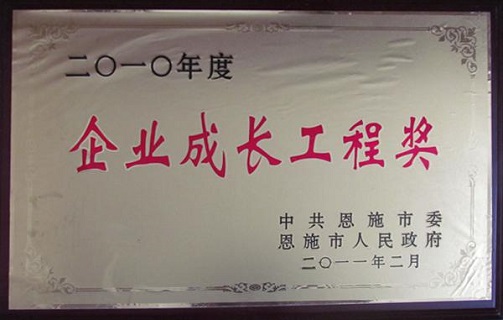 二〇一〇年度
企业成长工程奖
中共恩施市委
恩施市人民政府
二〇一一年二月